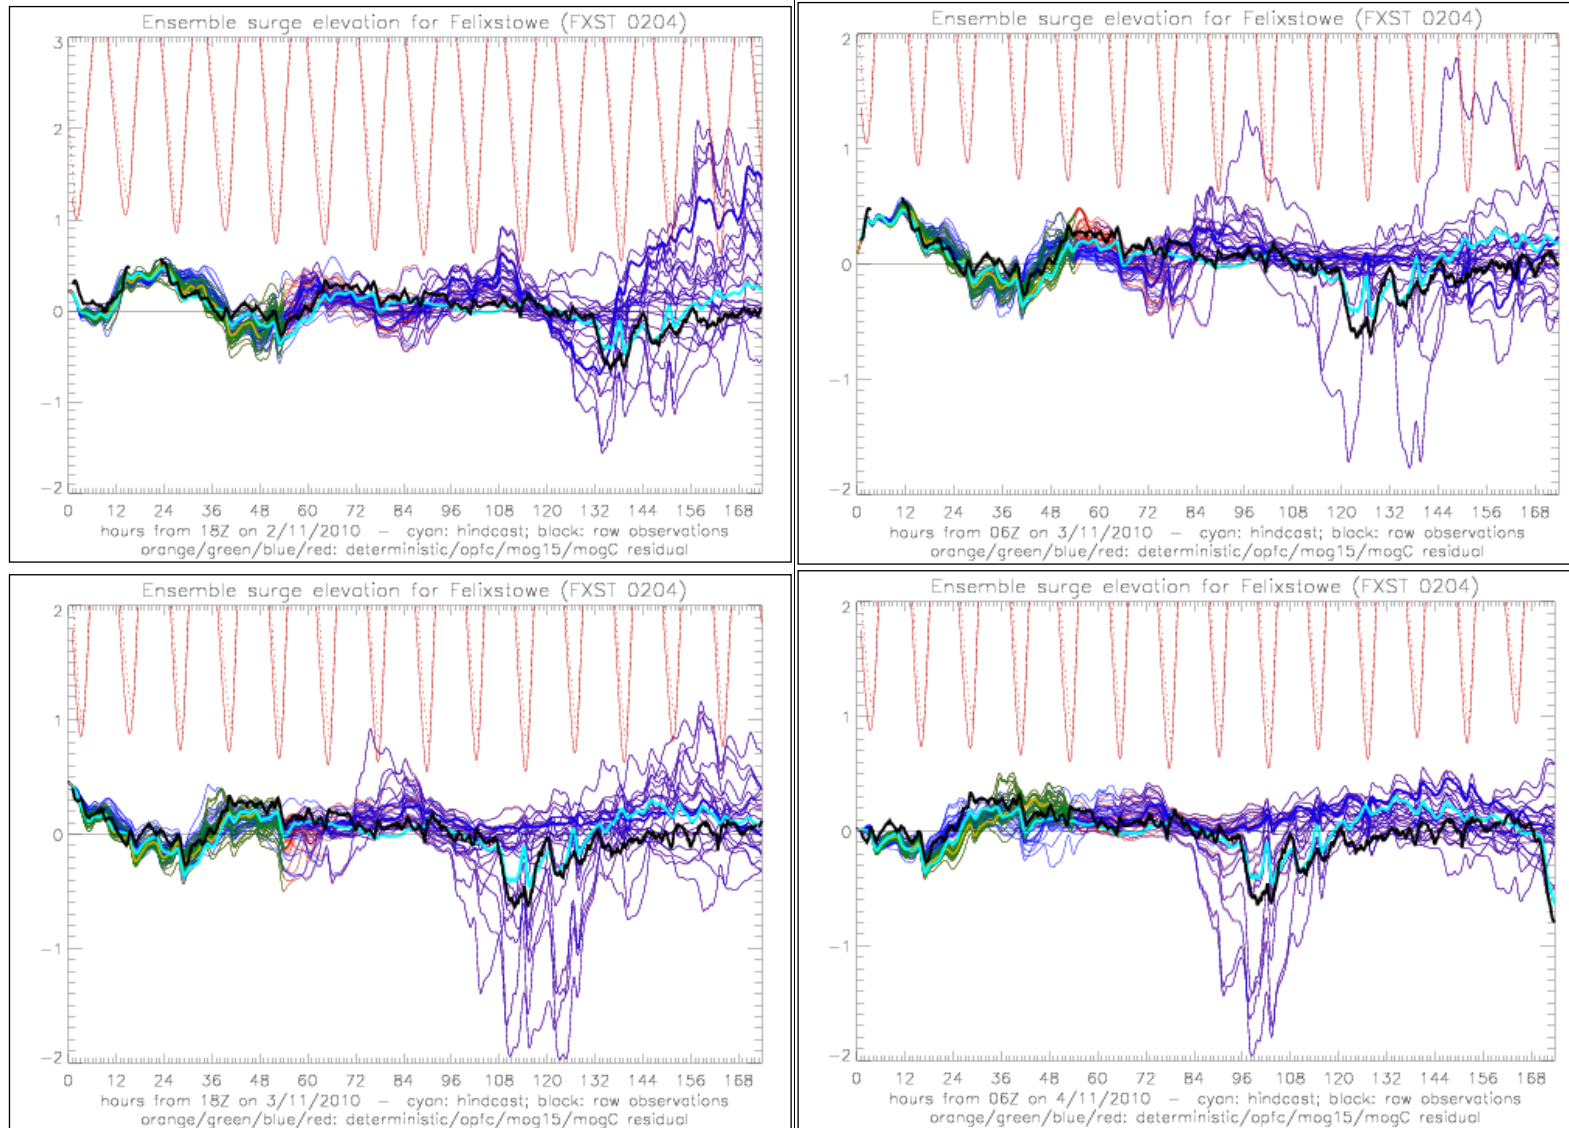 Ensemble surge elevation for Felixstowe (FXST 0204)
3
2
1
0
-1
-2
0 12 24 36 48 60 72 84 96 108 120 132 144 156 168
hours from 18Z on 2/11/2010 - cyan: hindcast; black: raw observations
orange/green/blue/red: deterministic/opfc/mog15/mogC residual
Ensemble surge elevation for Felixstowe (FXST 0204)
2
1
0
-1
-2
0 12 24 36 48 60 72 84 96 108 120 132 144 156 168
hours from 06Z on 3/11/2010 - cyan: hindcast; black: raw observations
orange/green/blue/red: deterministic/opfc/mog15/mogC residual
Ensemble surge elevation for Felixstowe (FXST 0204)
2
1
0
-1
-2
0 12 24 36 48 60 72 84 96 108 120 132 144 156 168
hours from 18Z on 3/11/2010 - cyan: hindcast; black: raw observations
orange/green/blue/red: deterministic/opfc/mog15/mogC residual
Ensemble surge elevation for Felixstowe (FXST 0204)
2
1
0
-1
-2
0 12 24 36 48 60 72 84 96 108 120 132 144 156 168
hours from 06Z on 4/11/2010 - cyan: hindcast; black: raw observations
orange/green/blue/red: deterministic/opfc/mog15/mogC residual